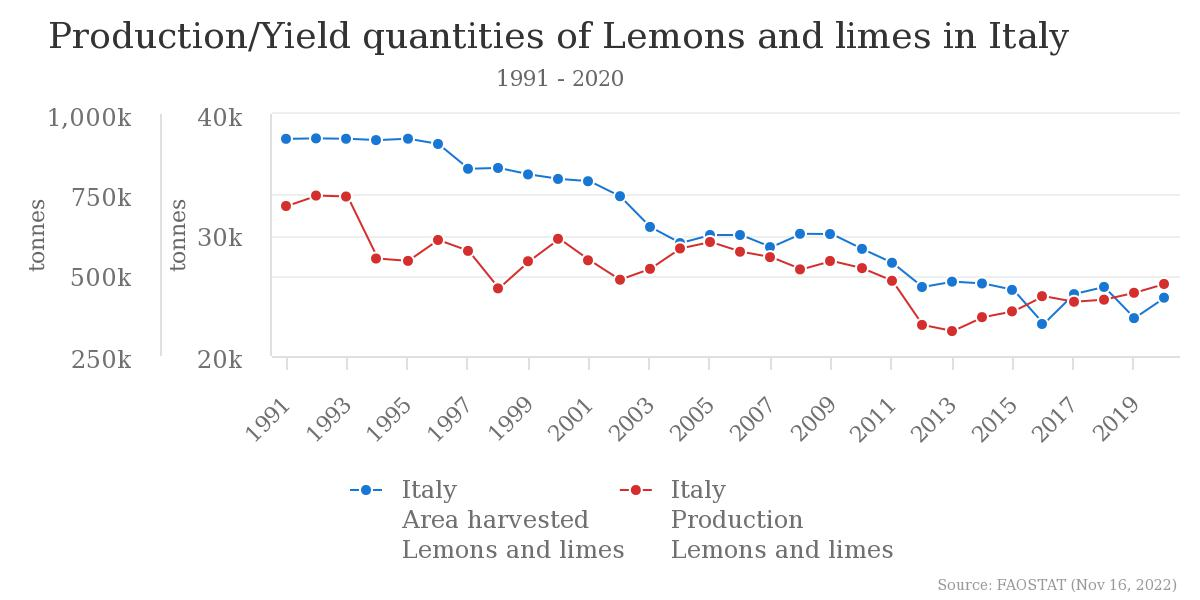 Production/Yield quantities of Lemons and limes in Italy
1991 - 2020
1,000k
750k
500k
250k
tonnes
40k
30k
20k
tonnes
1991
1993
1995
1997
1999
2001
2003
2005
2007
2009
2011
2013
2015
2017
2019
Italy
Area harvested
Lemons and limes
Italy
Production
Lemons and limes
Source: FAOSTAT (Nov 16, 2022)